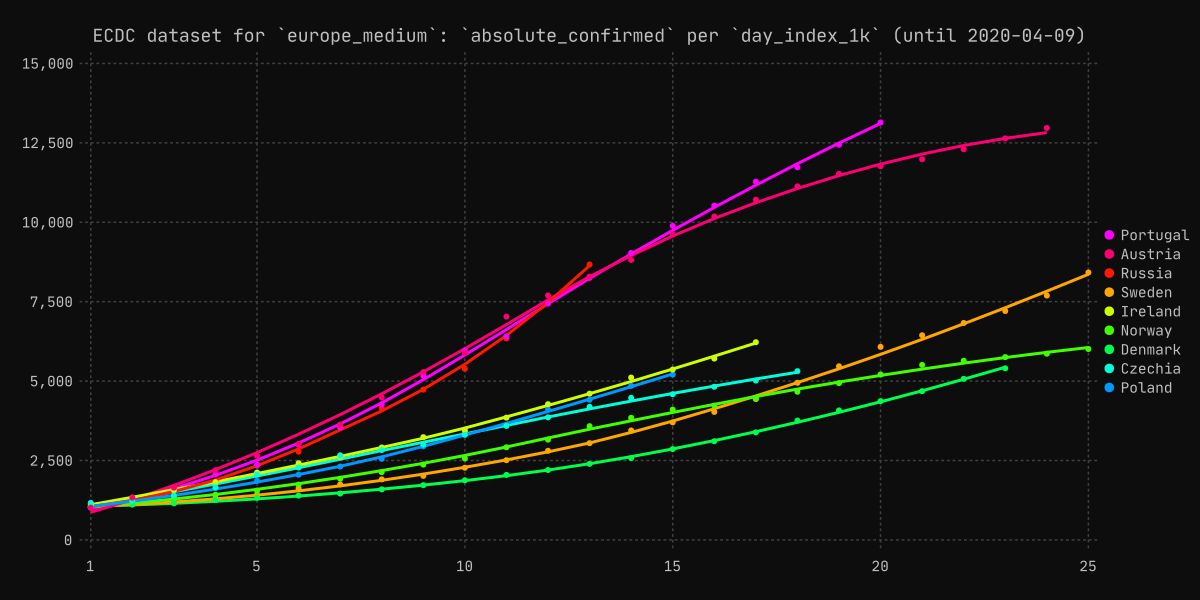 ECDC dataset for `europe_medium`: `absolute_confirmed` per `day_index_1k` (until 2020-04-09)
15,000
12,500
10,000
7,500
5,000
2,500
0
1 5 10 15 20 25
Portugal
Austria
Russia
Sweden
Ireland
Norway
Denmark
Czechia
Poland